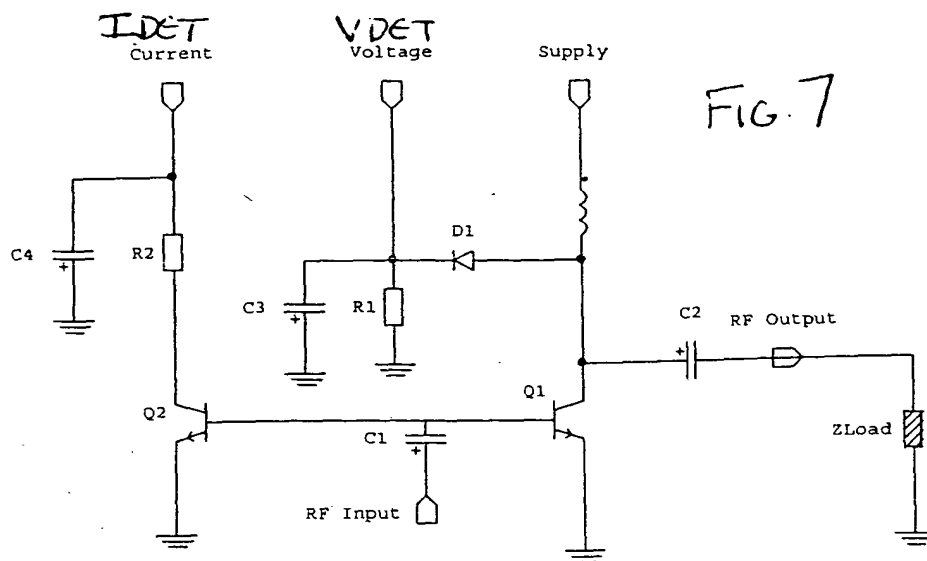 IDET
Current
VDET
Voltage
Supply
FIG. 7
C4
+
R2
C3
+
R1
D1
C2
+
RF Output
Q2
C1
+
Q1
ZLoad
RF Input